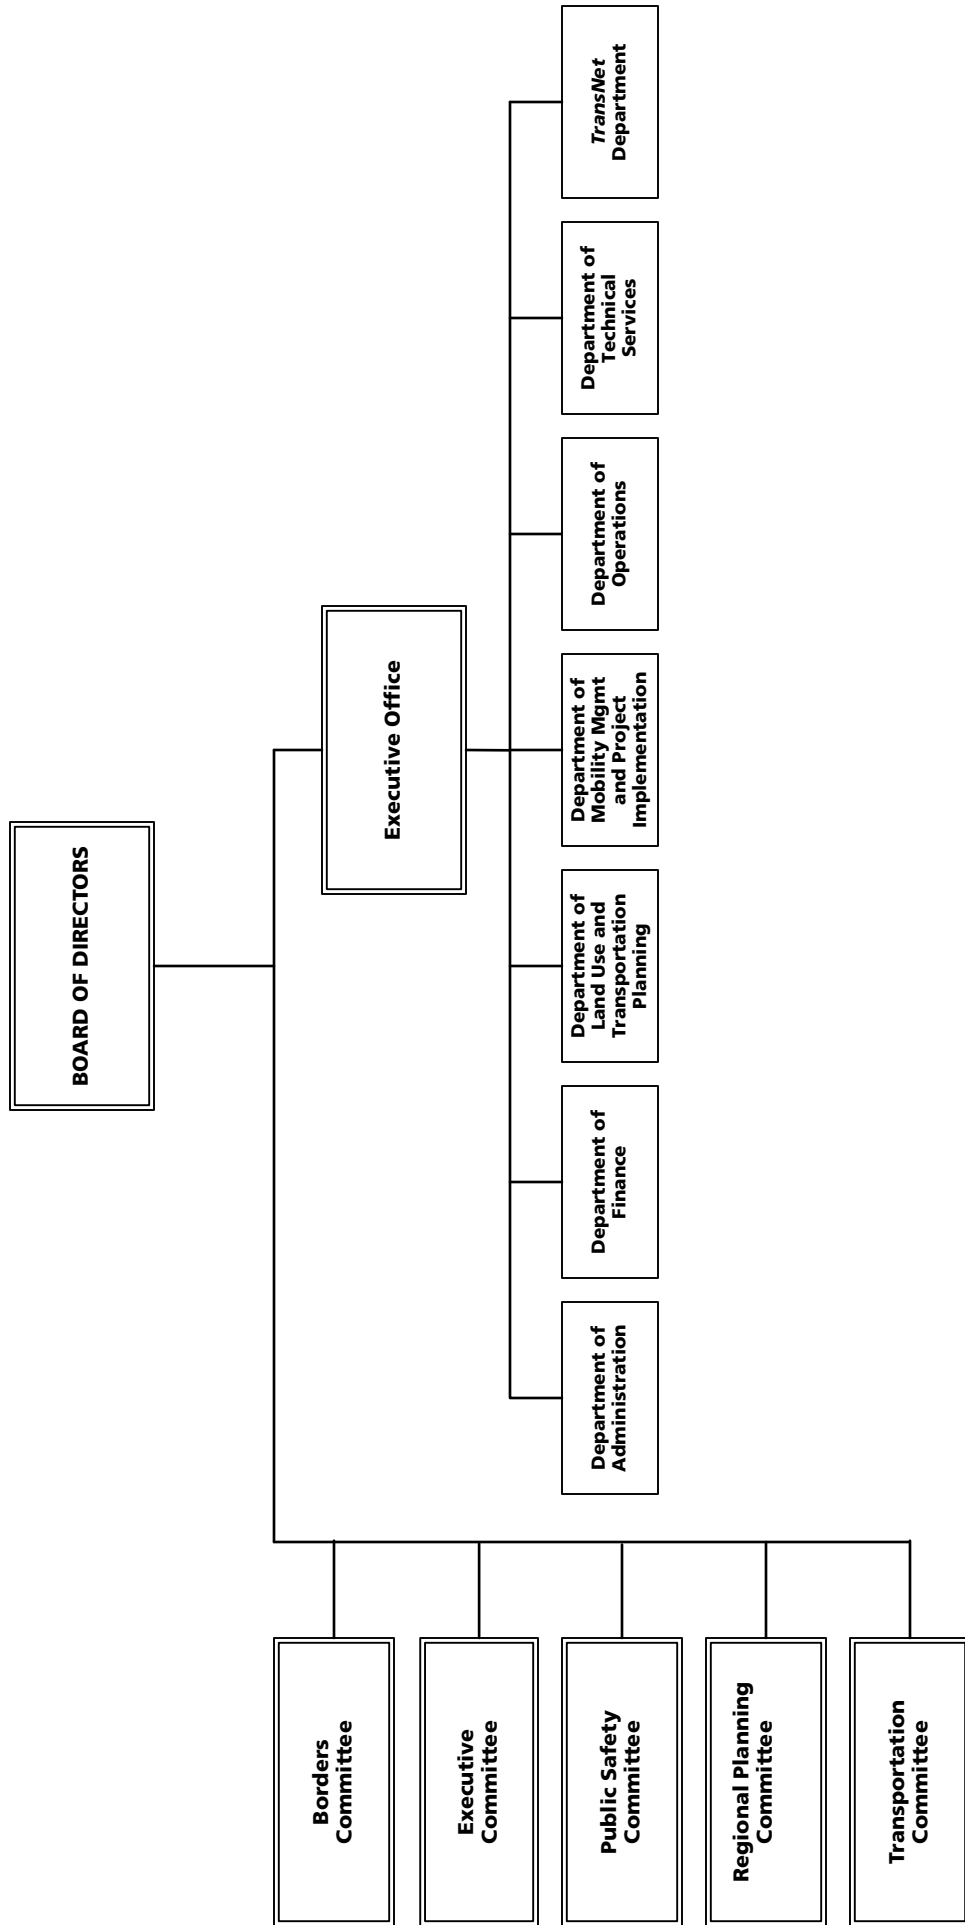 BOARD OF DIRECTORS
Executive Office
Borders
Committee
Executive
Committee
Public Safety
Committee
Regional Planning
Committee
Transportation
Committee
Department of
Administration
Department of
Finance
Department of
Land Use and
Transportation
Planning
Department of
Mobility Mgmt
and Project
Implementation
Department of
Operations
Department of
Technical
Services
TransNet
Department